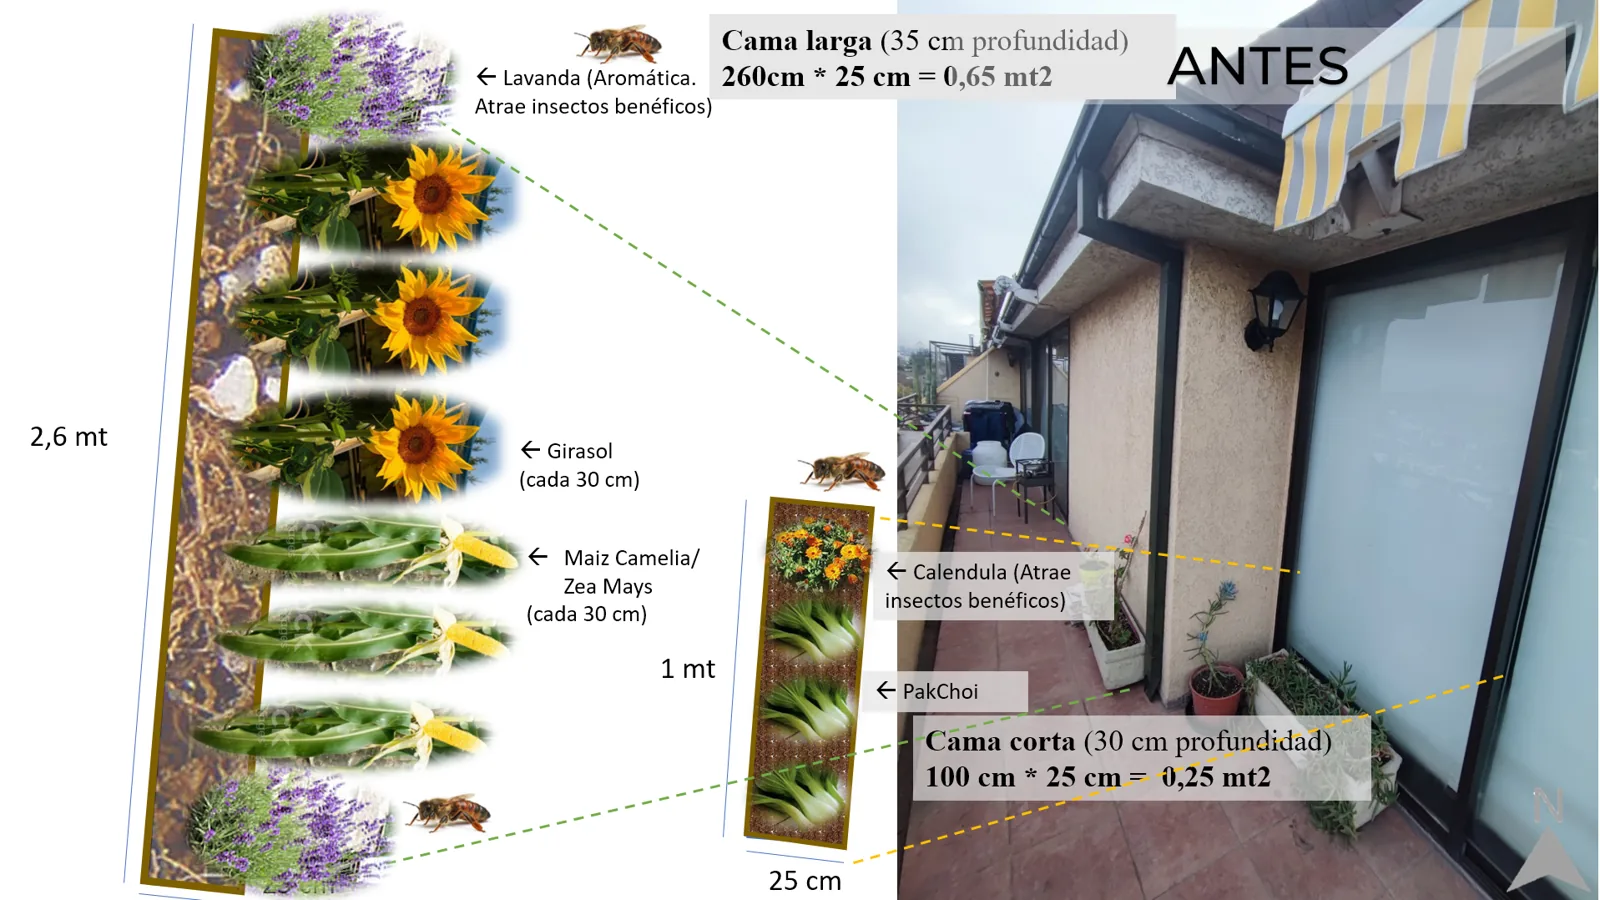 ← Lavanda (Aromática.
Atrae insectos benéficos)
Cama larga (35 cm profundidad)
260cm * 25 cm = 0,65 mt2
ANTES
2,6 mt
← Girasol
(cada 30 cm)
← Maiz Camelia/
Zea Mays
(cada 30 cm)
← Calendula (Atrae
insectos benéficos)
1 mt
← PakChoi
Cama corta (30 cm profundidad)
100 cm * 25 cm = 0,25 mt2
25 cm
N